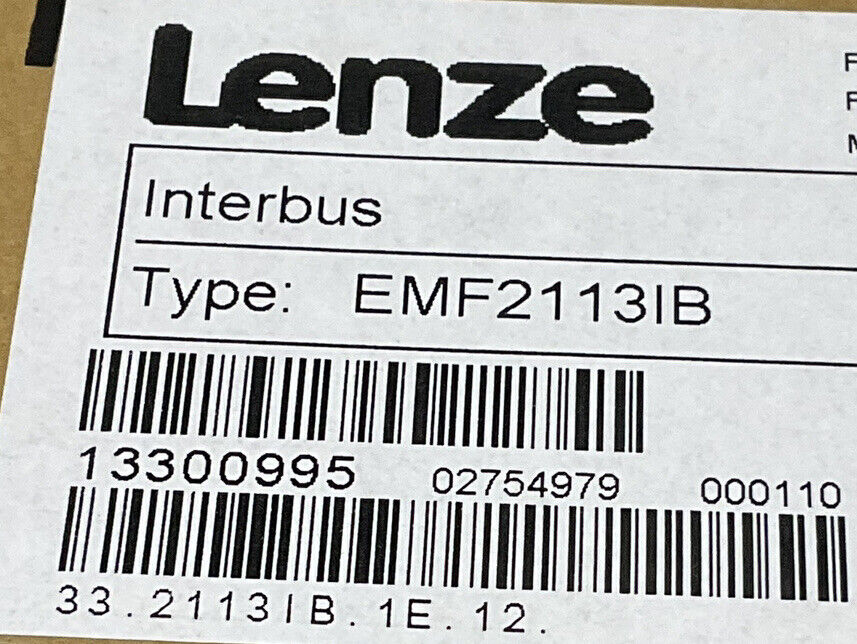 Lenze
Interbus
Type: EMF2113IB
13300995 02754979 000110
33.2113IB.1E.12.